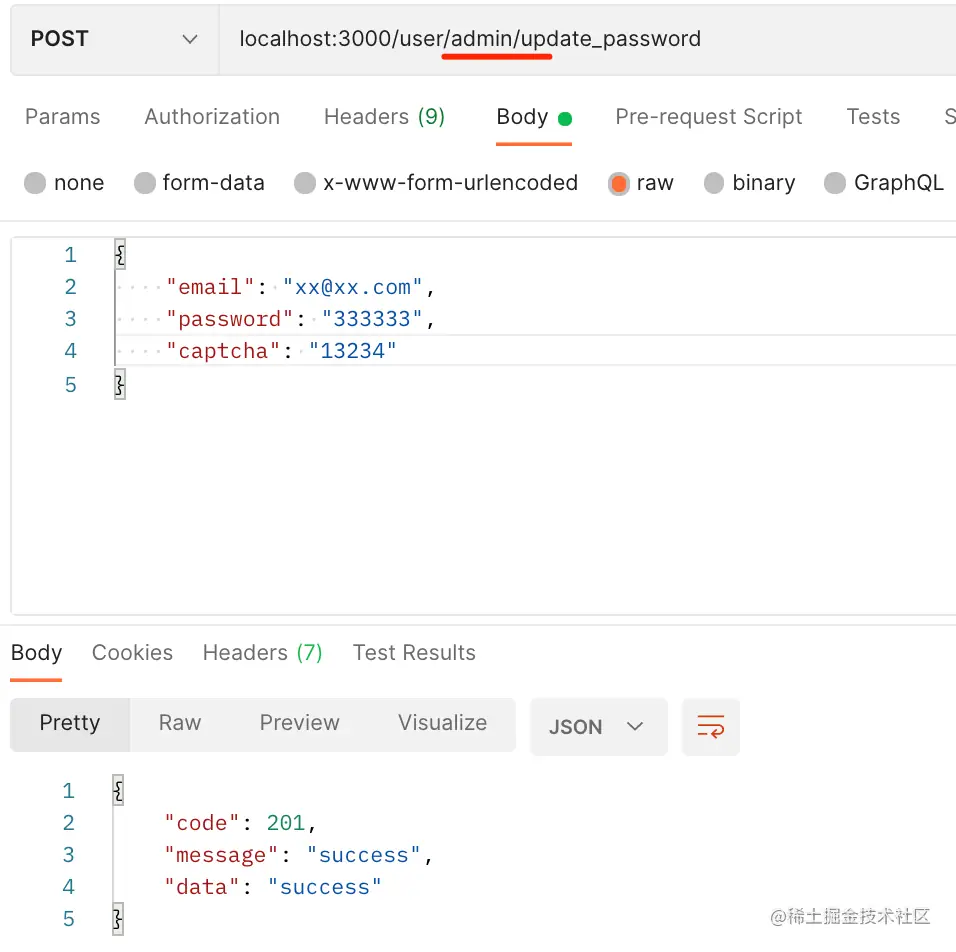 POST localhost:3000/user/admin/update_password
Params Authorization Headers (9) Body Pre-request Script Tests S
none form-data x-www-form-urlencoded raw binary GraphQL
1 {
2 "email": "xx@xx.com",
3 "password": "333333",
4 "captcha": "13234"
5 }
Body Cookies Headers (7) Test Results
Pretty Raw Preview Visualize JSON
1 {
2 "code": 201,
3 "message": "success",
4 "data": "success"
5 }
@稀土掘金技术社区